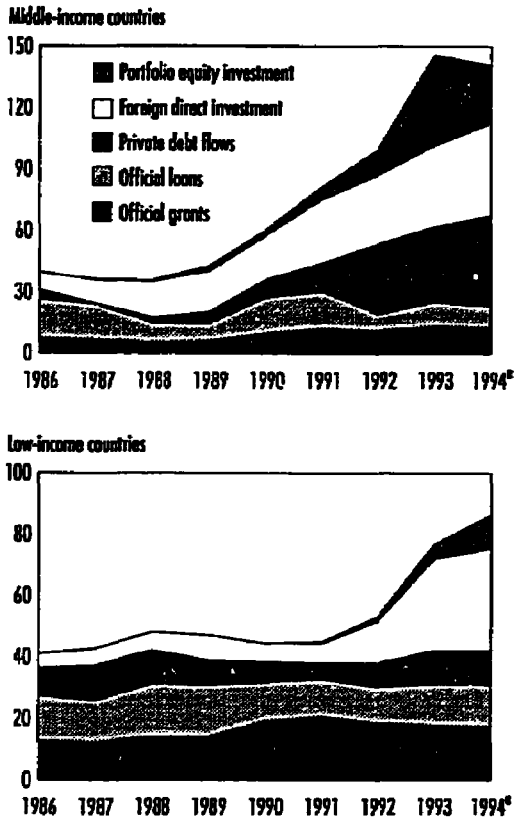 Middle-income countries
150
120
90
60
30
0
Portfolio equity investment
Foreign direct investment
Private debt flows
Official loans
Official grants
1986 1987 1988 1989 1990 1991 1992 1993 1994ᵉ
Low-income countries
100
80
60
40
20
0
1986 1987 1988 1989 1990 1991 1992 1993 1994ᵉ